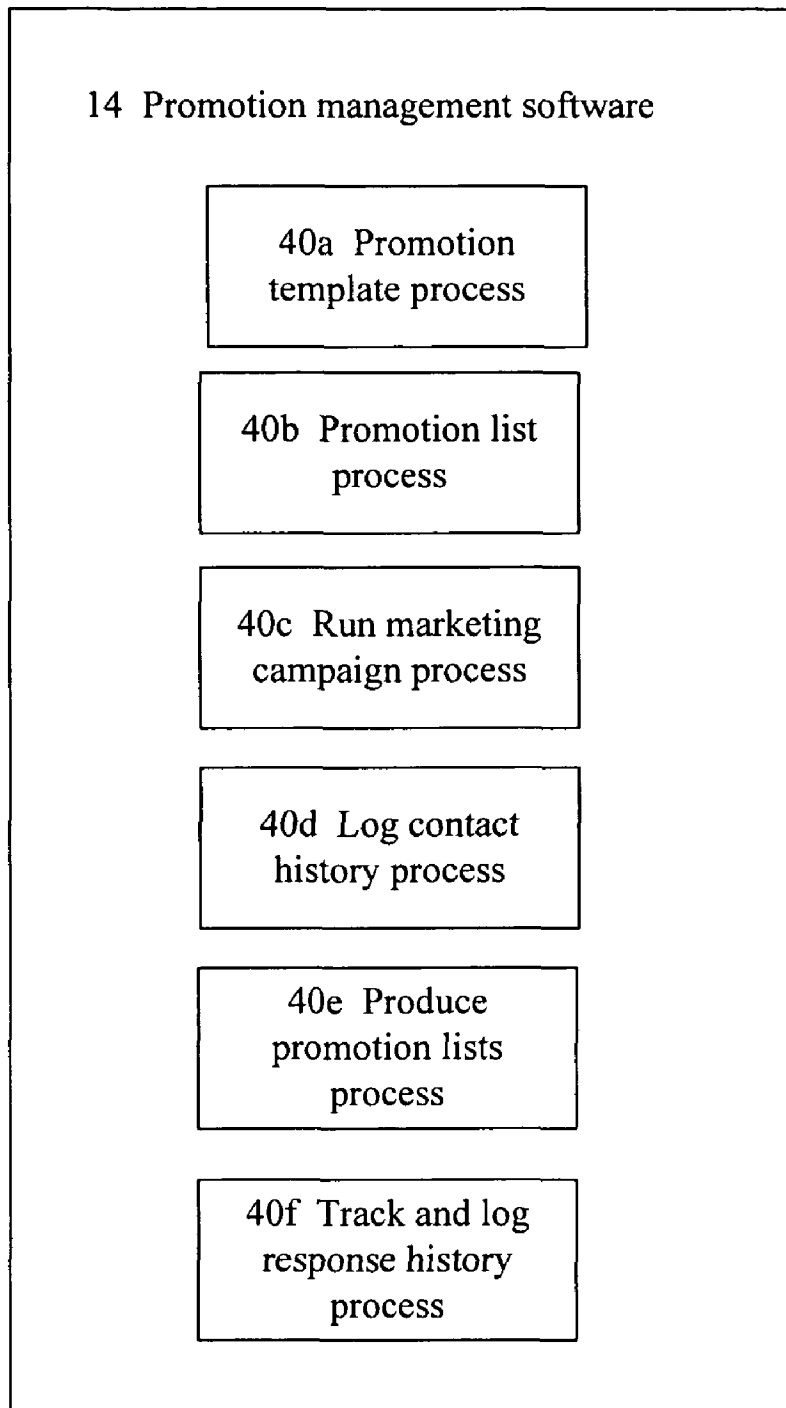 14 Promotion management software
40a Promotion
template process
40b Promotion list
process
40c Run marketing
campaign process
40d Log contact
history process
40e Produce
promotion lists
process
40f Track and log
response history
process